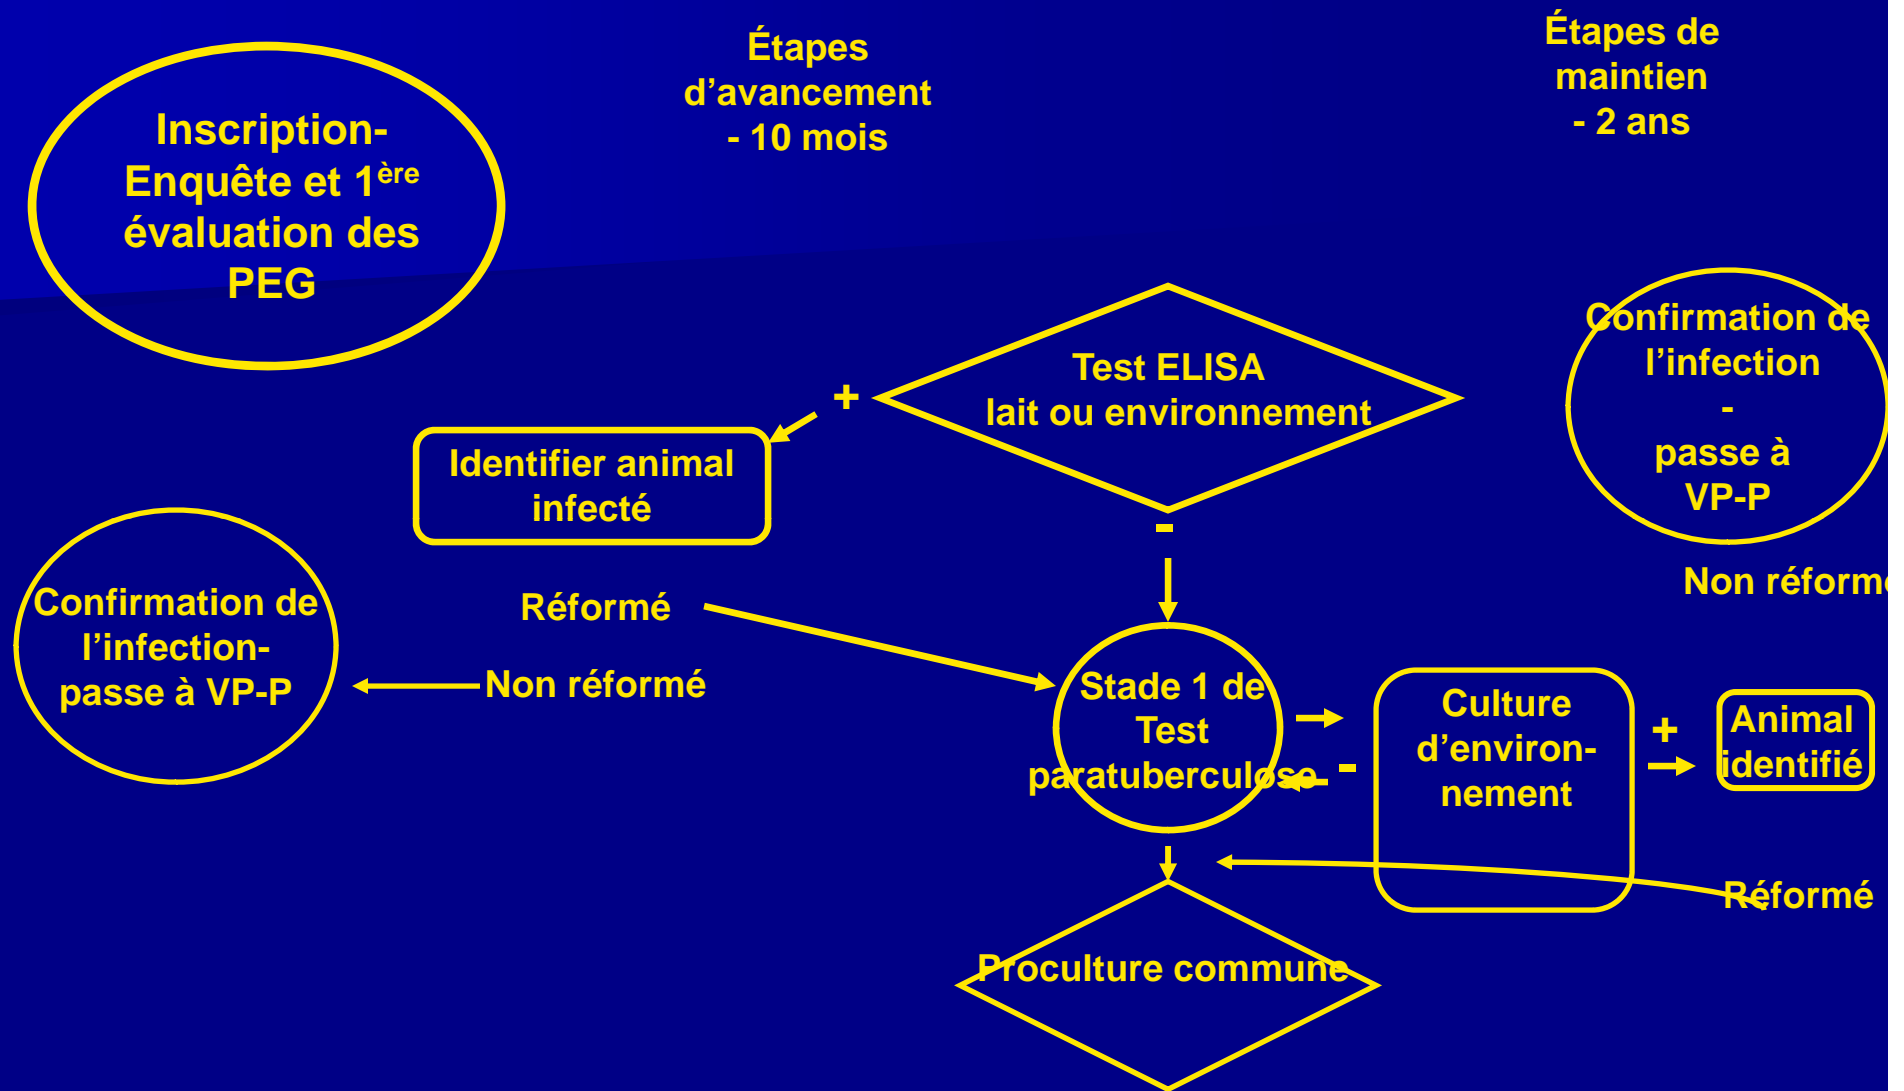 Étapes
d’avancement
- 10 mois
Étapes de
maintien
- 2 ans
Inscription-
Enquête et 1ère
évaluation des
PEG
Test ELISA
lait ou environnement
+
-
Confirmation de
l’infection
-
passe à
VP-P
Identifier animal
infecté
Confirmation de
l’infection-
passe à VP-P
Réformé
Non réformé
Non réformé
Stade 1 de
Test
paratuberculose
-
Culture
d’environ-
nement
+
Animal
identifié
Réformé
Proculture commune